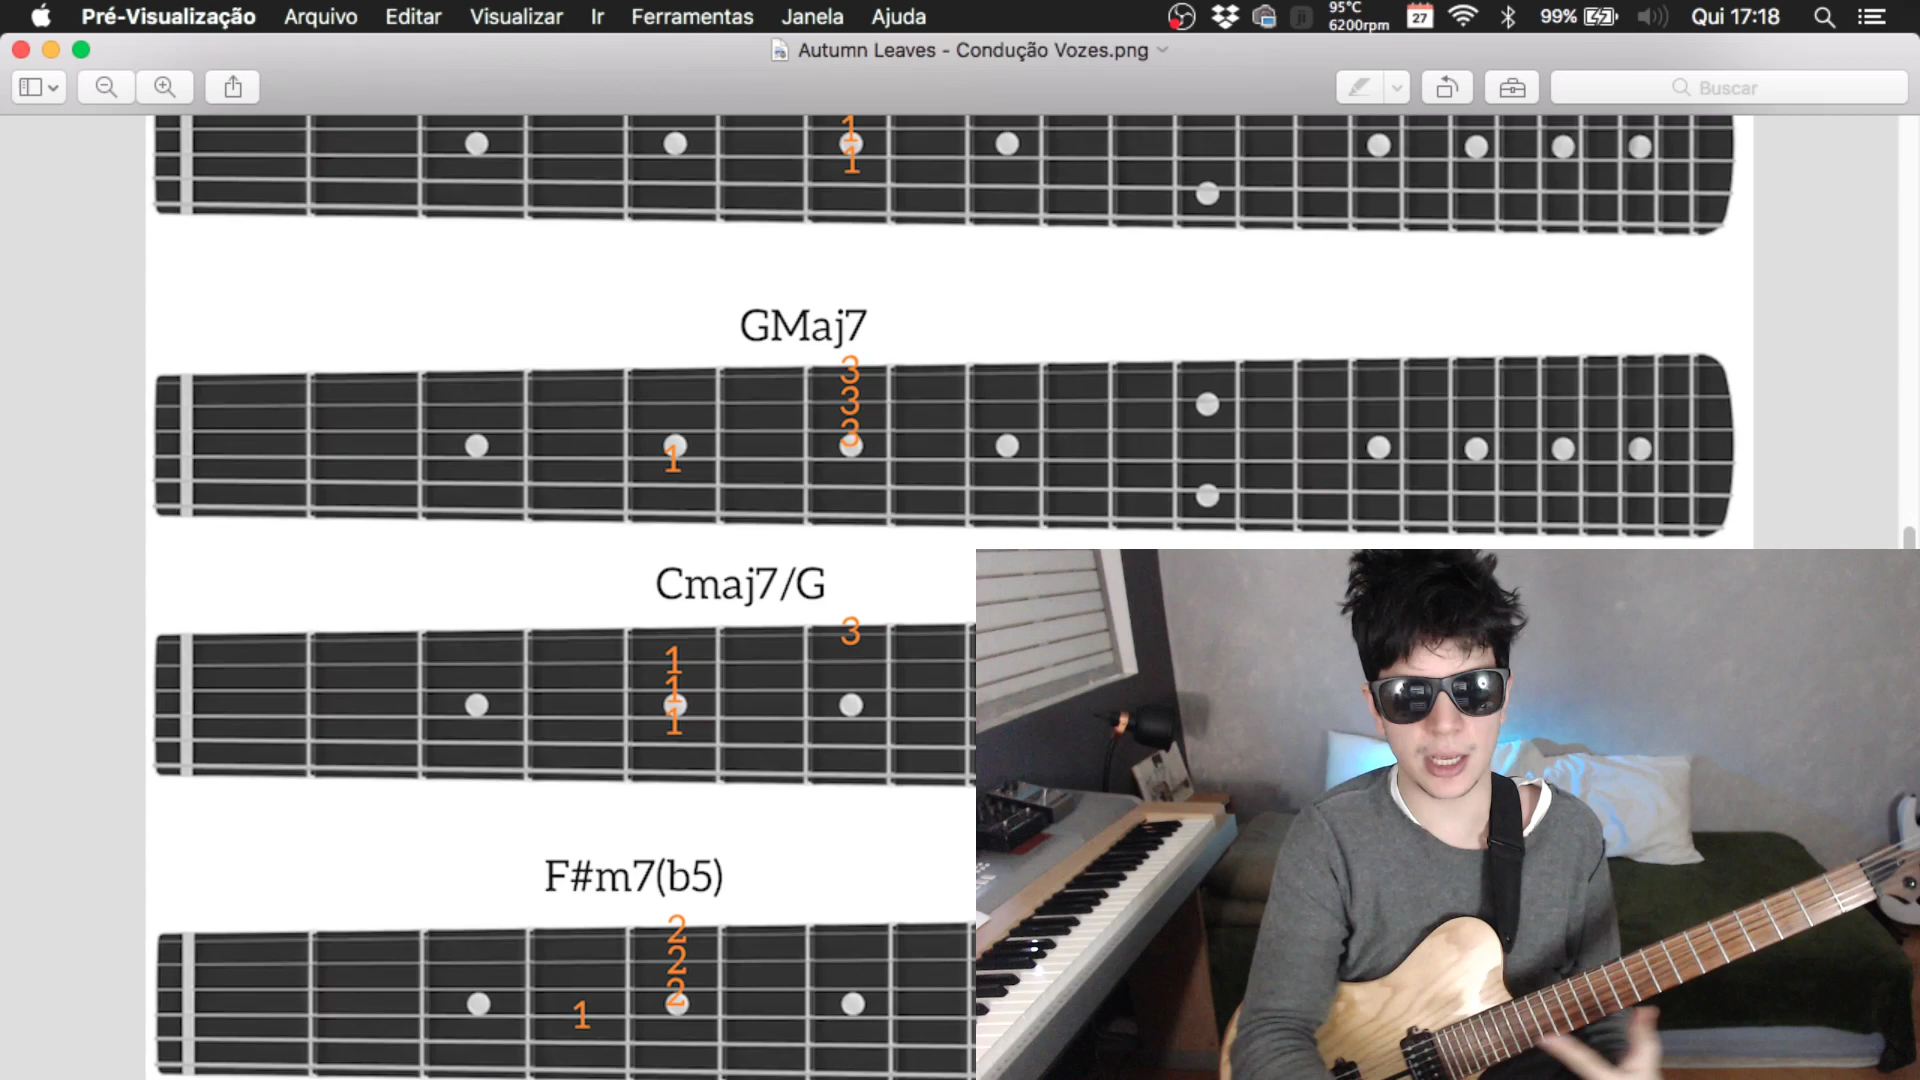 Pré-Visualização Arquivo Editar Visualizar Ir Ferramentas Janela Ajuda 95°C 6200rpm 27 99% Qui 17:18
Autumn Leaves - Condução Vozes.png
Buscar
1
1
GMaj7
3
3
3
1
Cmaj7/G
3
1
1
1
F#m7(b5)
2
2
2
1